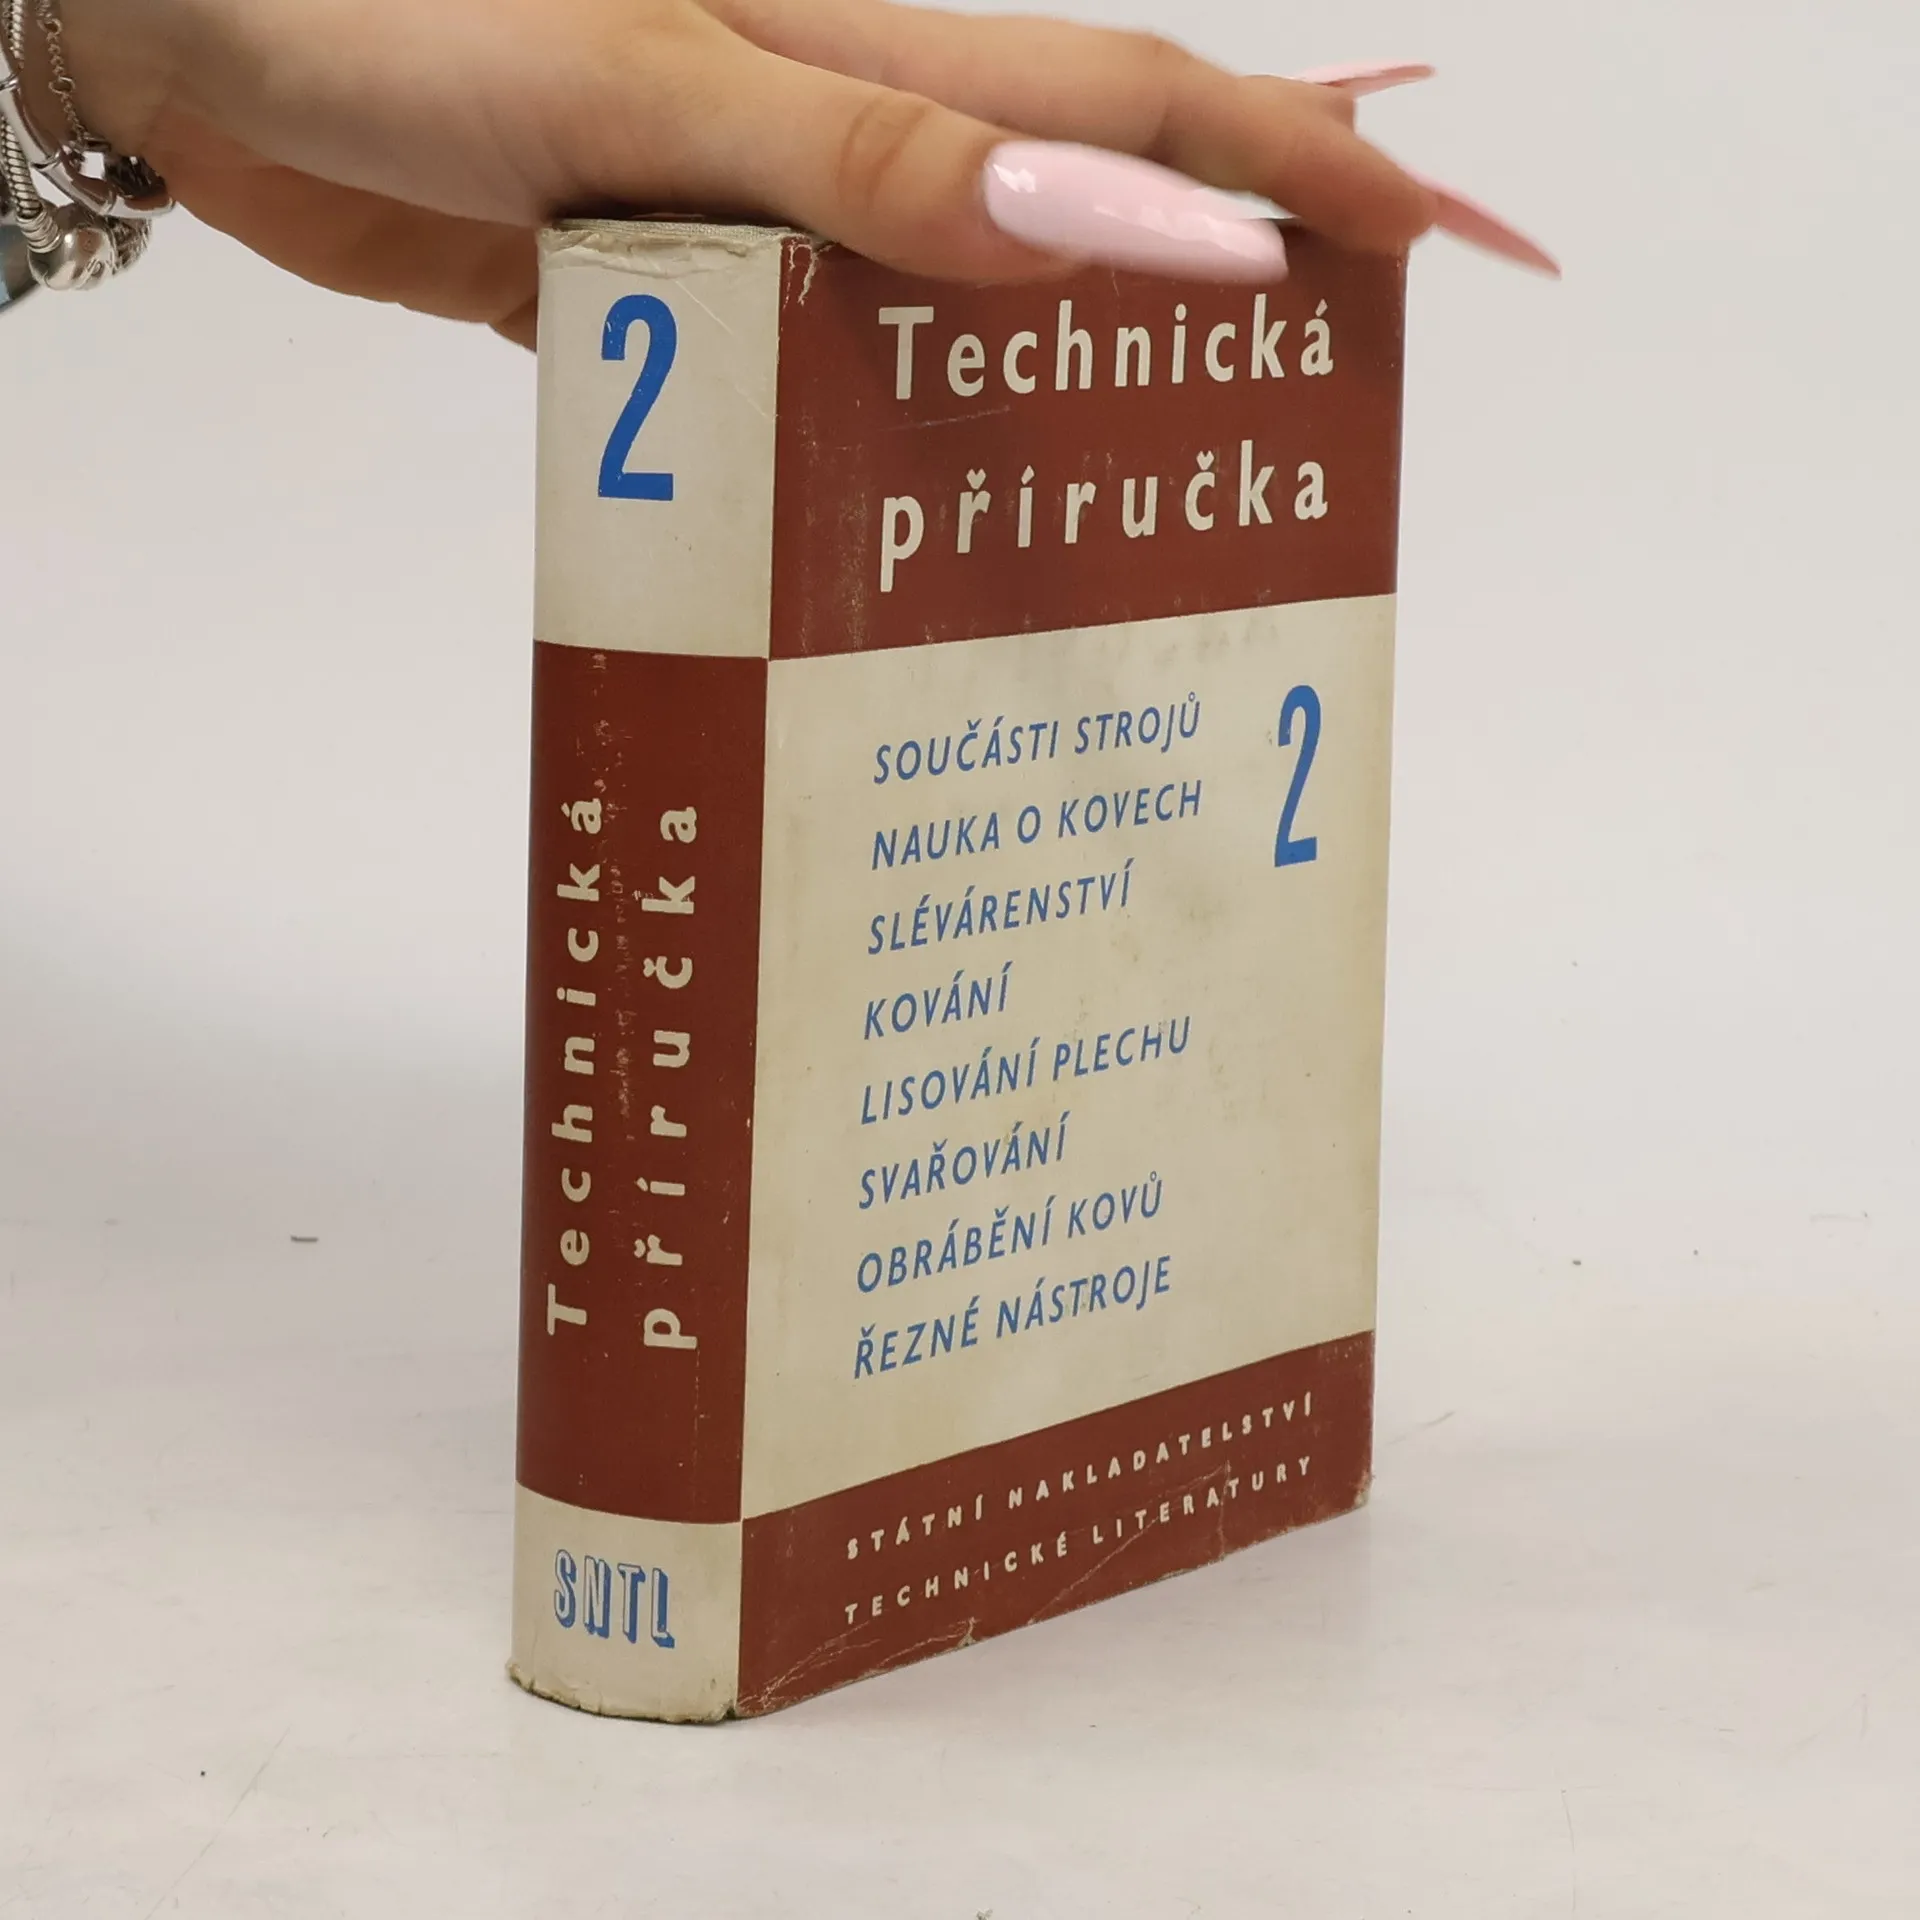 2
Technická
příručka
SNTL
Technická
příručka
2
SOUČÁSTI STROJŮ
NAUKA O KOVECH
SLÉVÁRENSTVÍ
KOVÁNÍ
LISOVÁNÍ PLECHU
SVAŘOVÁNÍ
OBRÁBĚNÍ KOVŮ
ŘEZNÉ NÁSTROJE
STÁTNÍ NAKLADATELSTVÍ
TECHNICKÉ LITERATURY